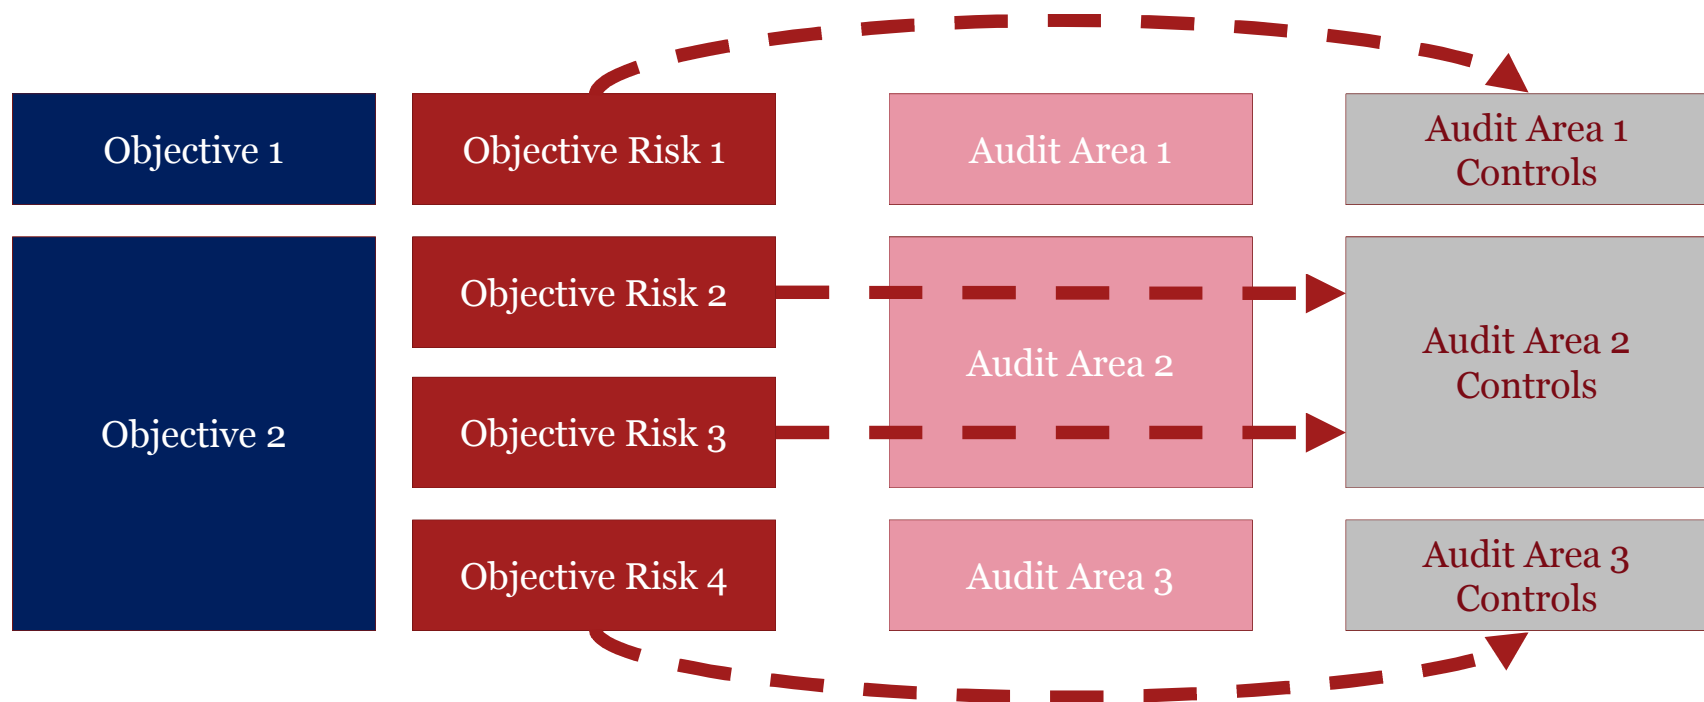 Objective 1
Objective Risk 1
Audit Area 1
Audit Area 1
Controls
Objective 2
Objective Risk 2
Objective Risk 3
Audit Area 2
Audit Area 2
Controls
Objective Risk 4
Audit Area 3
Audit Area 3
Controls